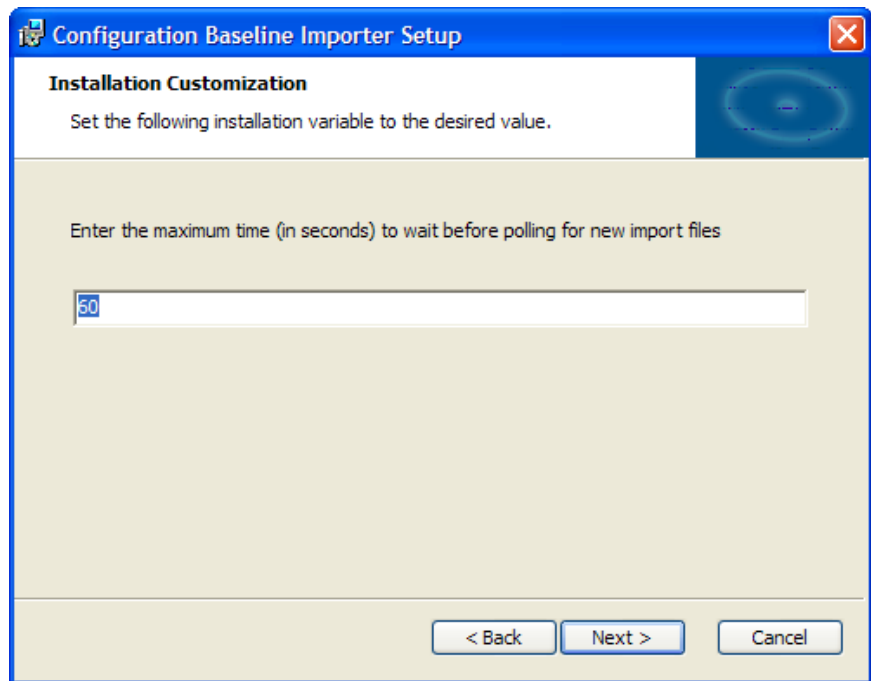 Configuration Baseline Importer Setup
Installation Customization
Set the following installation variable to the desired value.
Enter the maximum time (in seconds) to wait before polling for new import files
60
< Back Next > Cancel